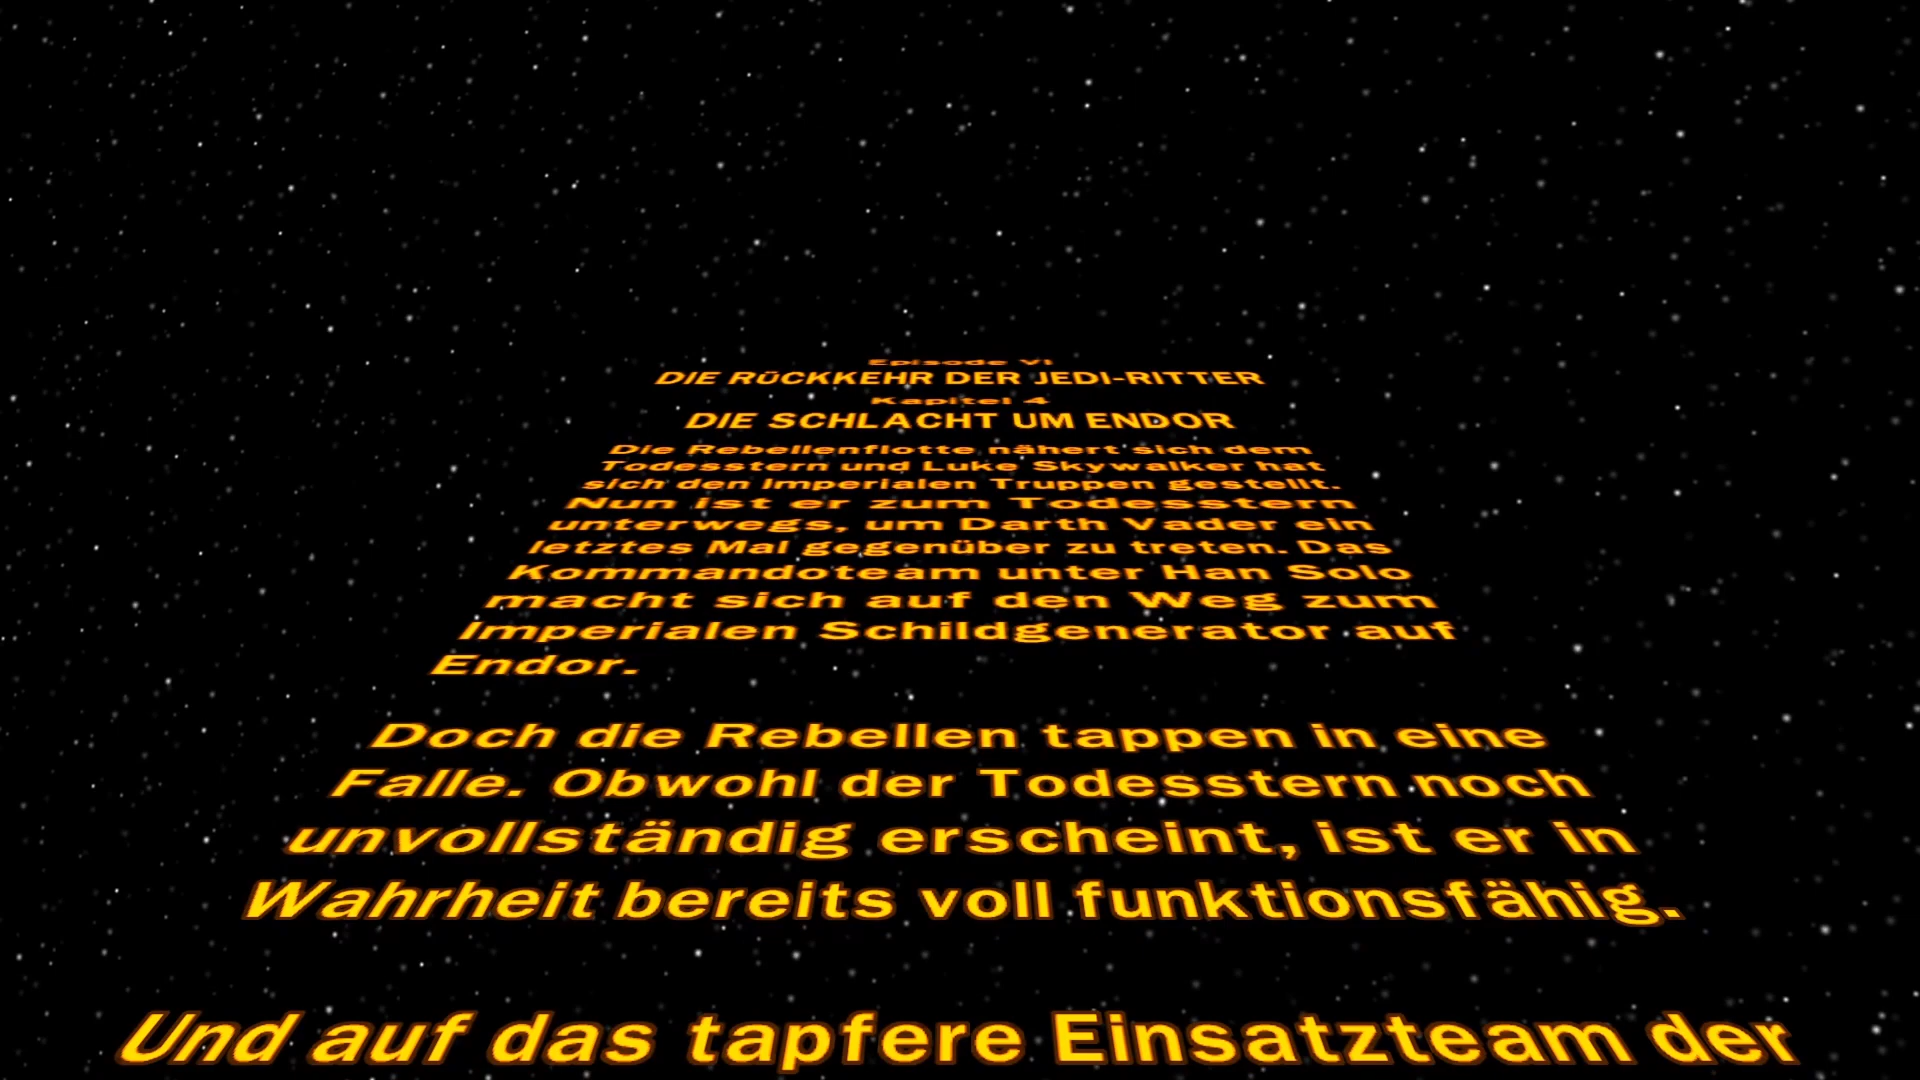 Episode VI
DIE RÜCKKEHR DER JEDI-RITTER
Kapitel 4
DIE SCHLACHT UM ENDOR
Die Rebellenflotte nähert sich dem
Todesstern und Luke Skywalker hat
sich den Imperialen Truppen gestellt.
Nun ist er zum Todesstern
unterwegs, um Darth Vader ein
letztes Mal gegenüber zu treten. Das
Kommandoteam unter Han Solo
macht sich auf den Weg zum
Imperialen Schildgenerator auf
Endor.
Doch die Rebellen tappen in eine
Falle. Obwohl der Todesstern noch
unvollständig erscheint, ist er in
Wahrheit bereits voll funktionsfähig.
Und auf das tapfere Einsatzteam der